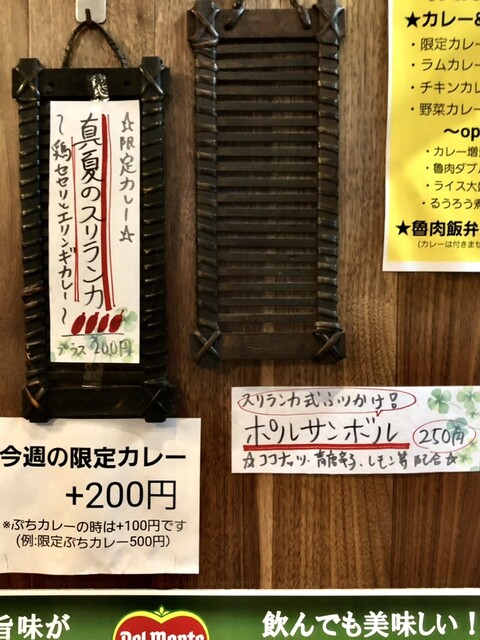 ☆限定カレー☆
真夏のスリランカ
～鶏セセリとエリンギカレー～
プラス200円
今週の限定カレー
+200円
※ぷちカレーの時は+100円です
(例:限定ぷちカレー500円)
スリランカ式ふりかけ
ポルサンボル 250円
☆ココナッツ、青唐辛子、レモン等配合☆
★カレー&
・限定カレー
・ラムカレー
・チキンカレ
・野菜カレー
～op
・カレー増
・魯肉ダブ
・ライス大
・るうろう煮
★魯肉飯弁
(カレーは付きませ
旨味が
Del Monte
飲んでも美味しい!